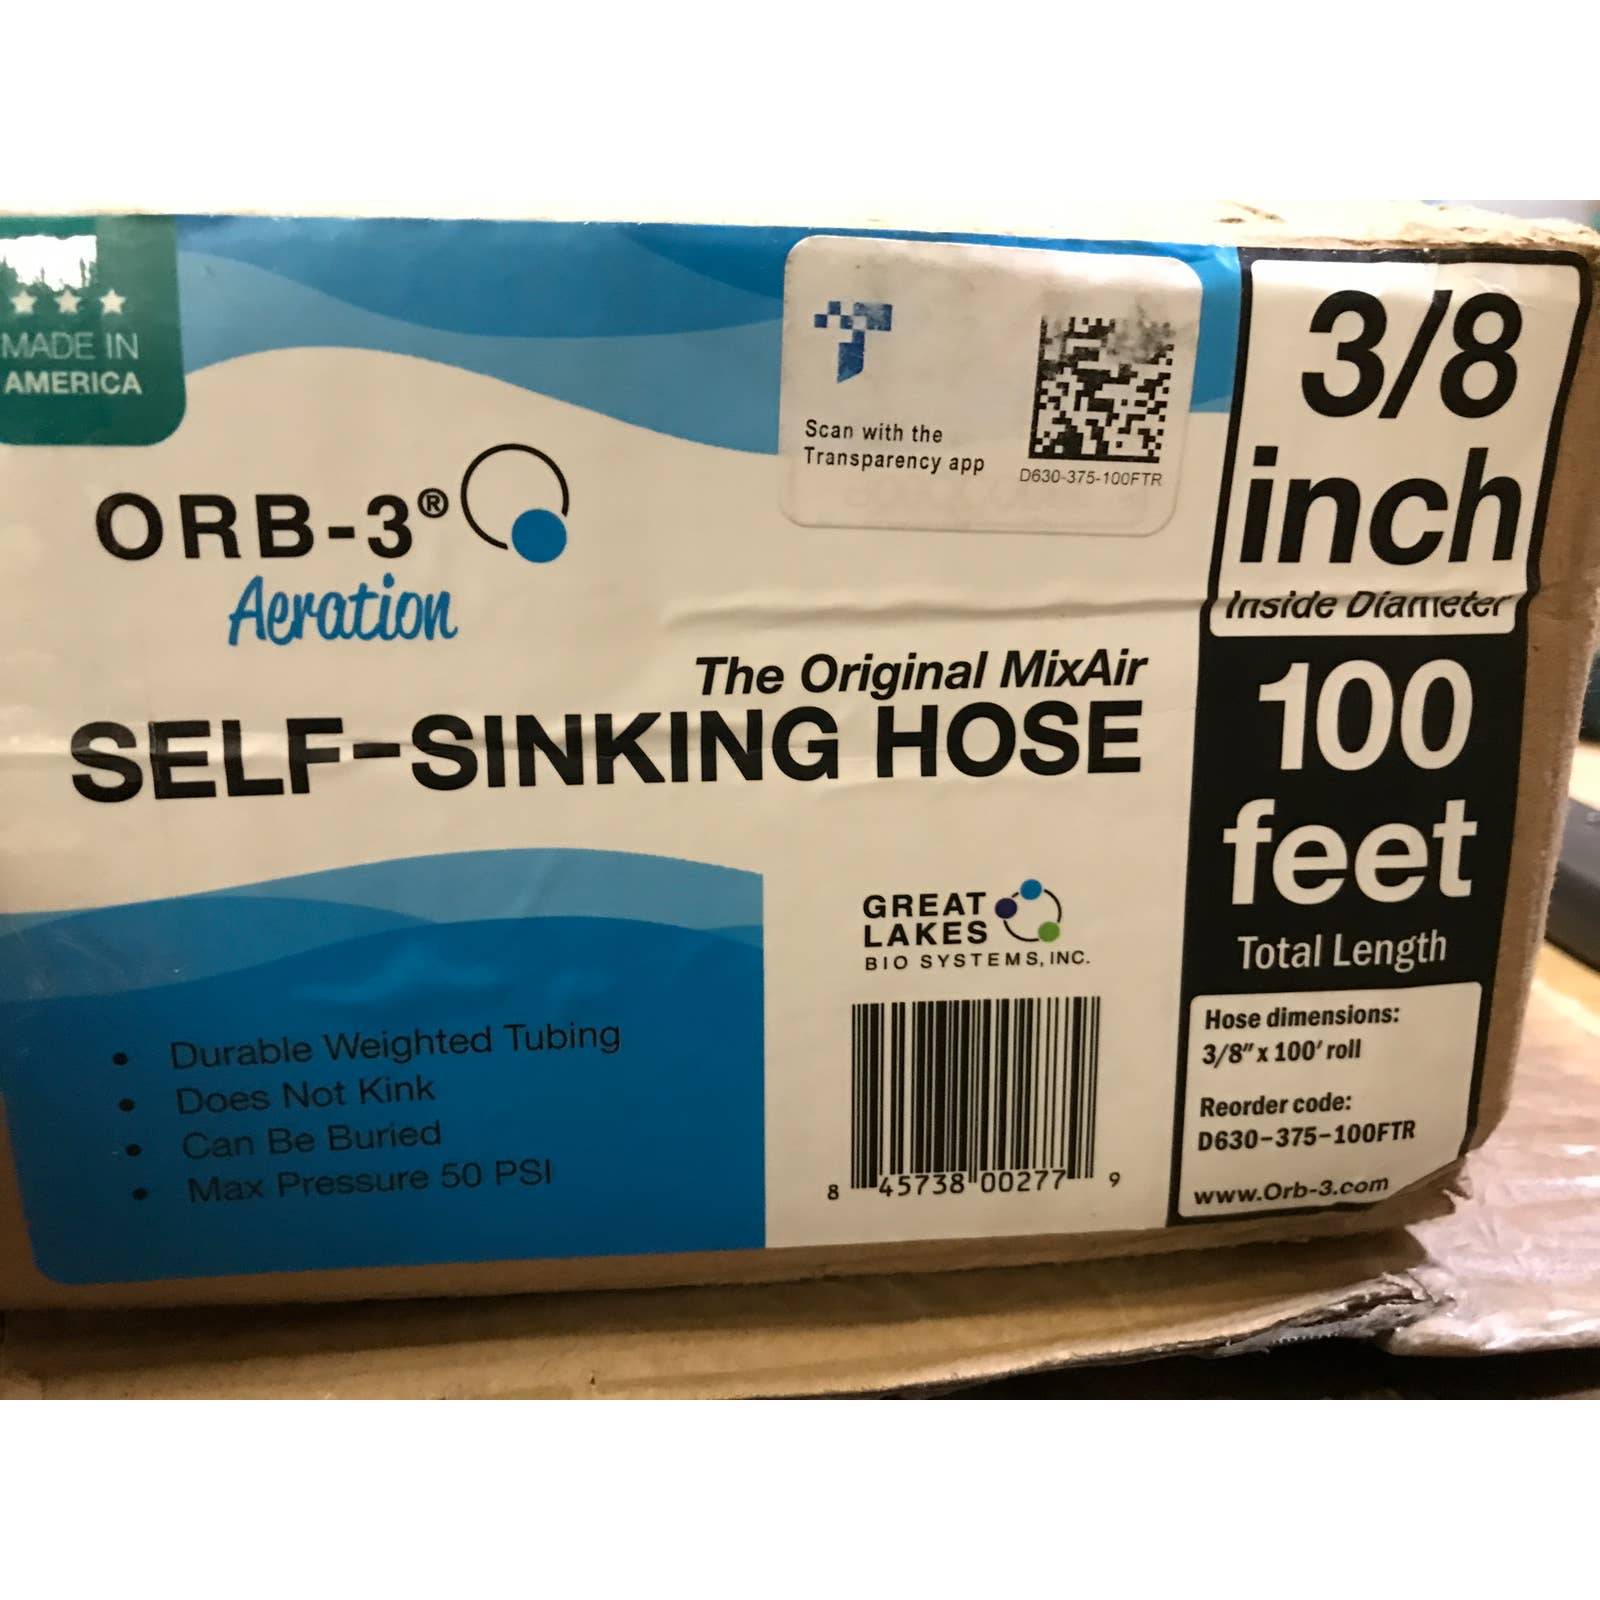 MADE IN
AMERICA
ORB-3®
Aeration
Scan with the
Transparency app
D630-375-100FTR
The Original MixAir
SELF-SINKING HOSE
• Durable Weighted Tubing
• Does Not Kink
• Can Be Buried
• Max Pressure 50 PSI
GREAT
LAKES
BIO SYSTEMS, INC.
8 45738 00277 9
3/8
inch
Inside Diameter
100
feet
Total Length
Hose dimensions:
3/8" x 100' roll
Reorder code:
D630-375-100FTR
www.Orb-3.com